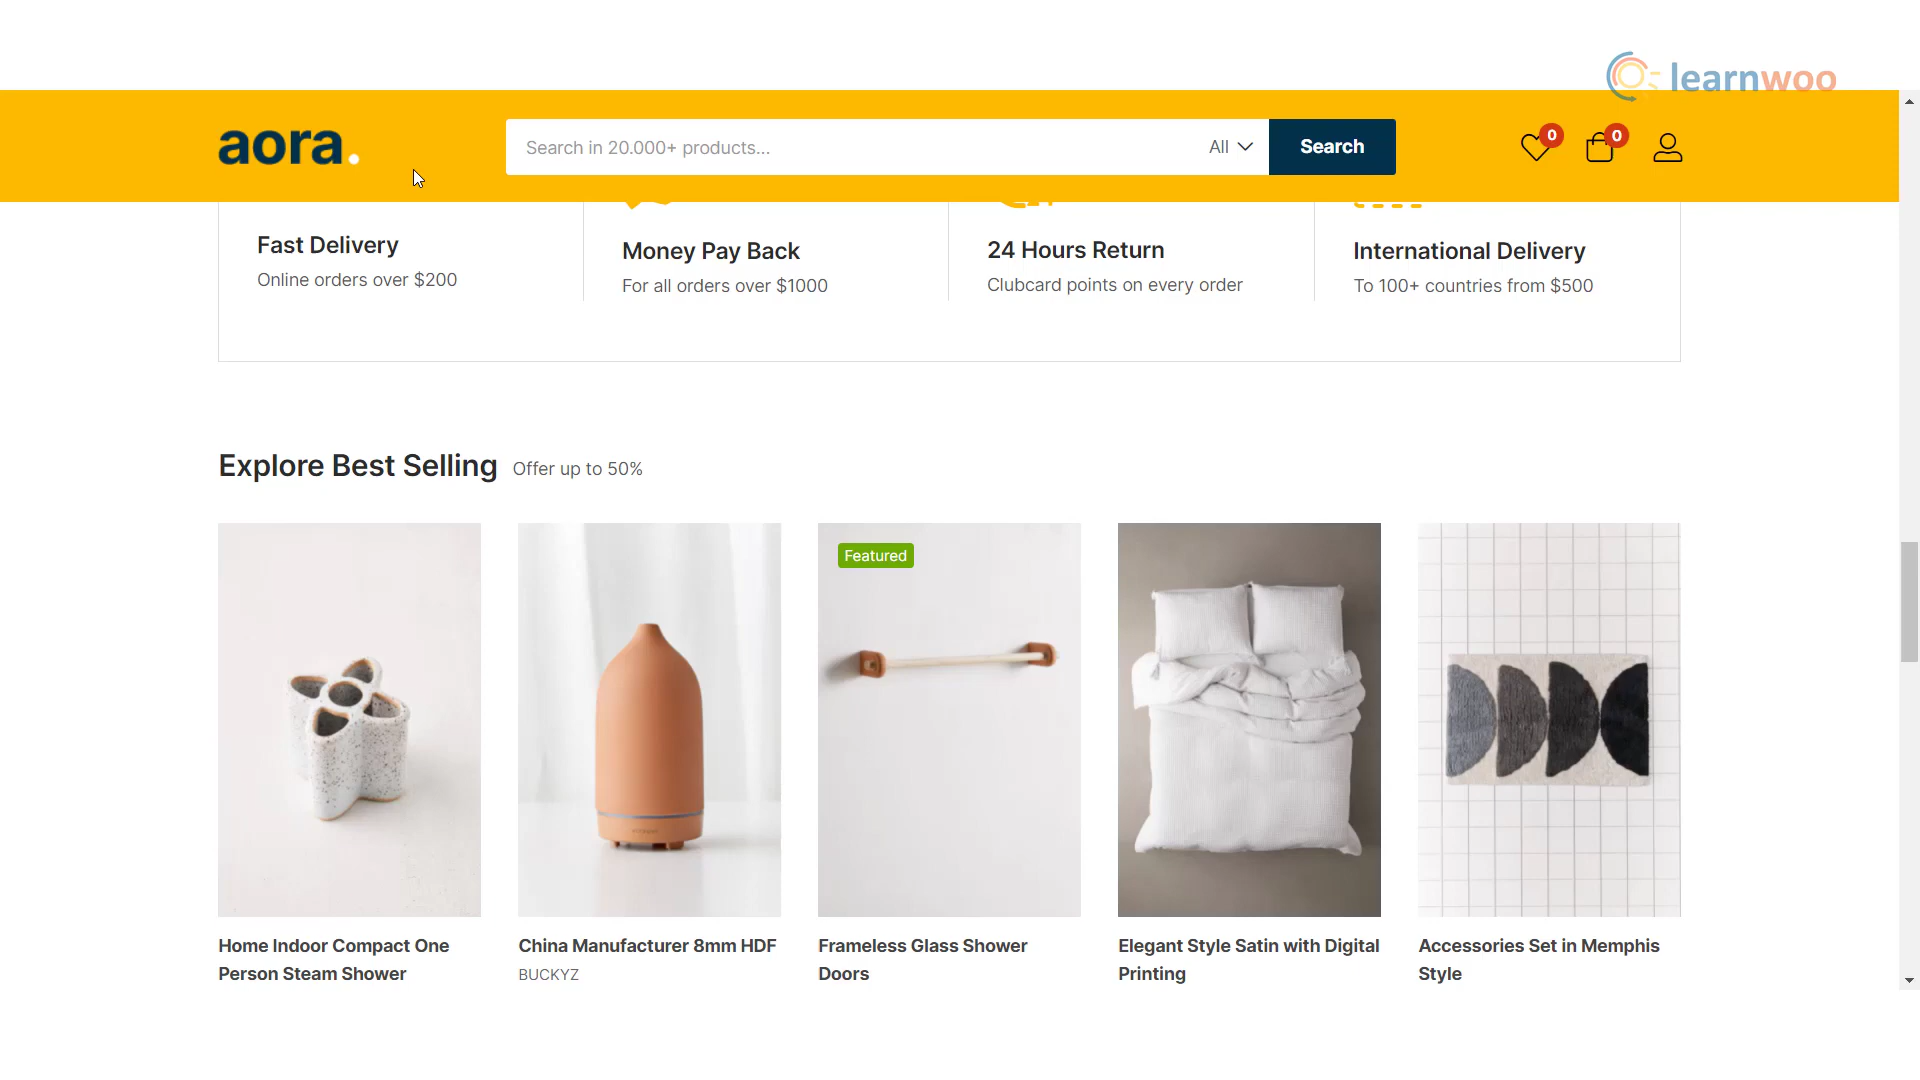 learnwoo
aora.
Search in 20.000+ products...
All
Search
0
0
Fast Delivery
Online orders over $200
Money Pay Back
For all orders over $1000
24 Hours Return
Clubcard points on every order
International Delivery
To 100+ countries from $500
Explore Best Selling
Offer up to 50%
Featured
Home Indoor Compact One
Person Steam Shower
China Manufacturer 8mm HDF
BUCKYZ
Frameless Glass Shower
Doors
Elegant Style Satin with Digital
Printing
Accessories Set in Memphis
Style